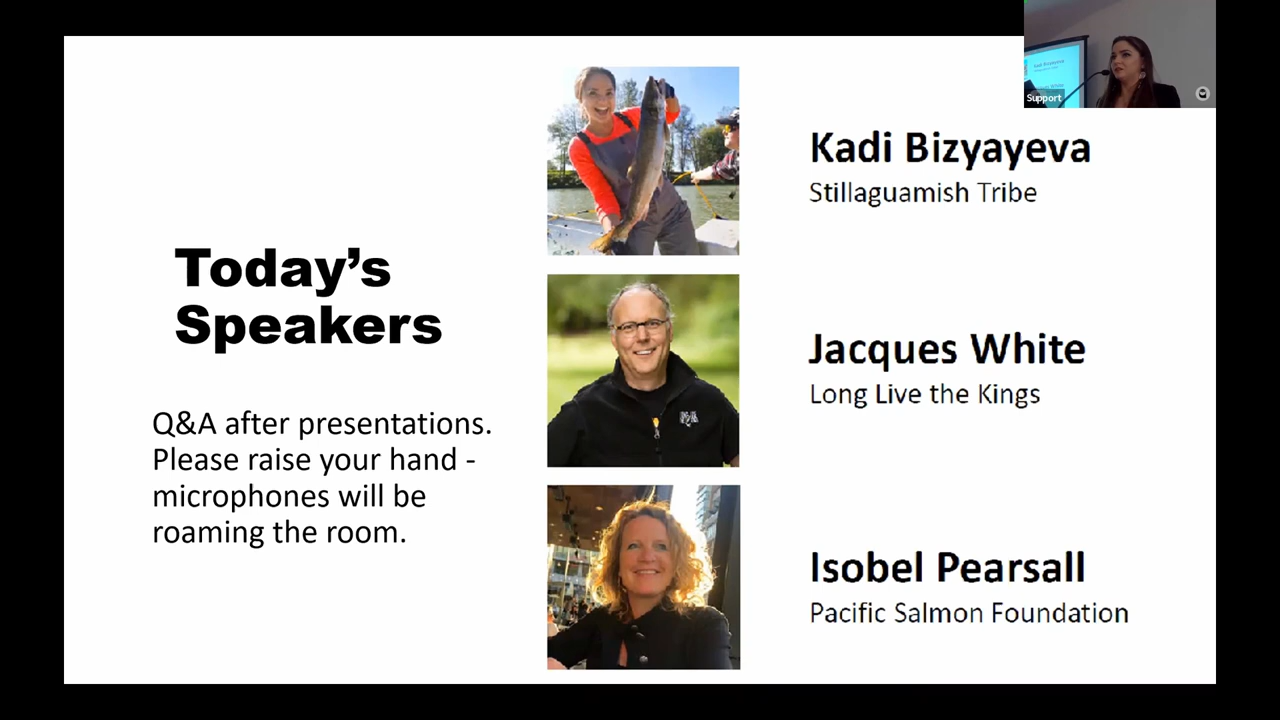 Today's
Speakers
Q&A after presentations.
Please raise your hand -
microphones will be
roaming the room.
Kadi Bizyayeva
Stillaguamish Tribe
Jacques White
Long Live the Kings
Isobel Pearsall
Pacific Salmon Foundation
Support